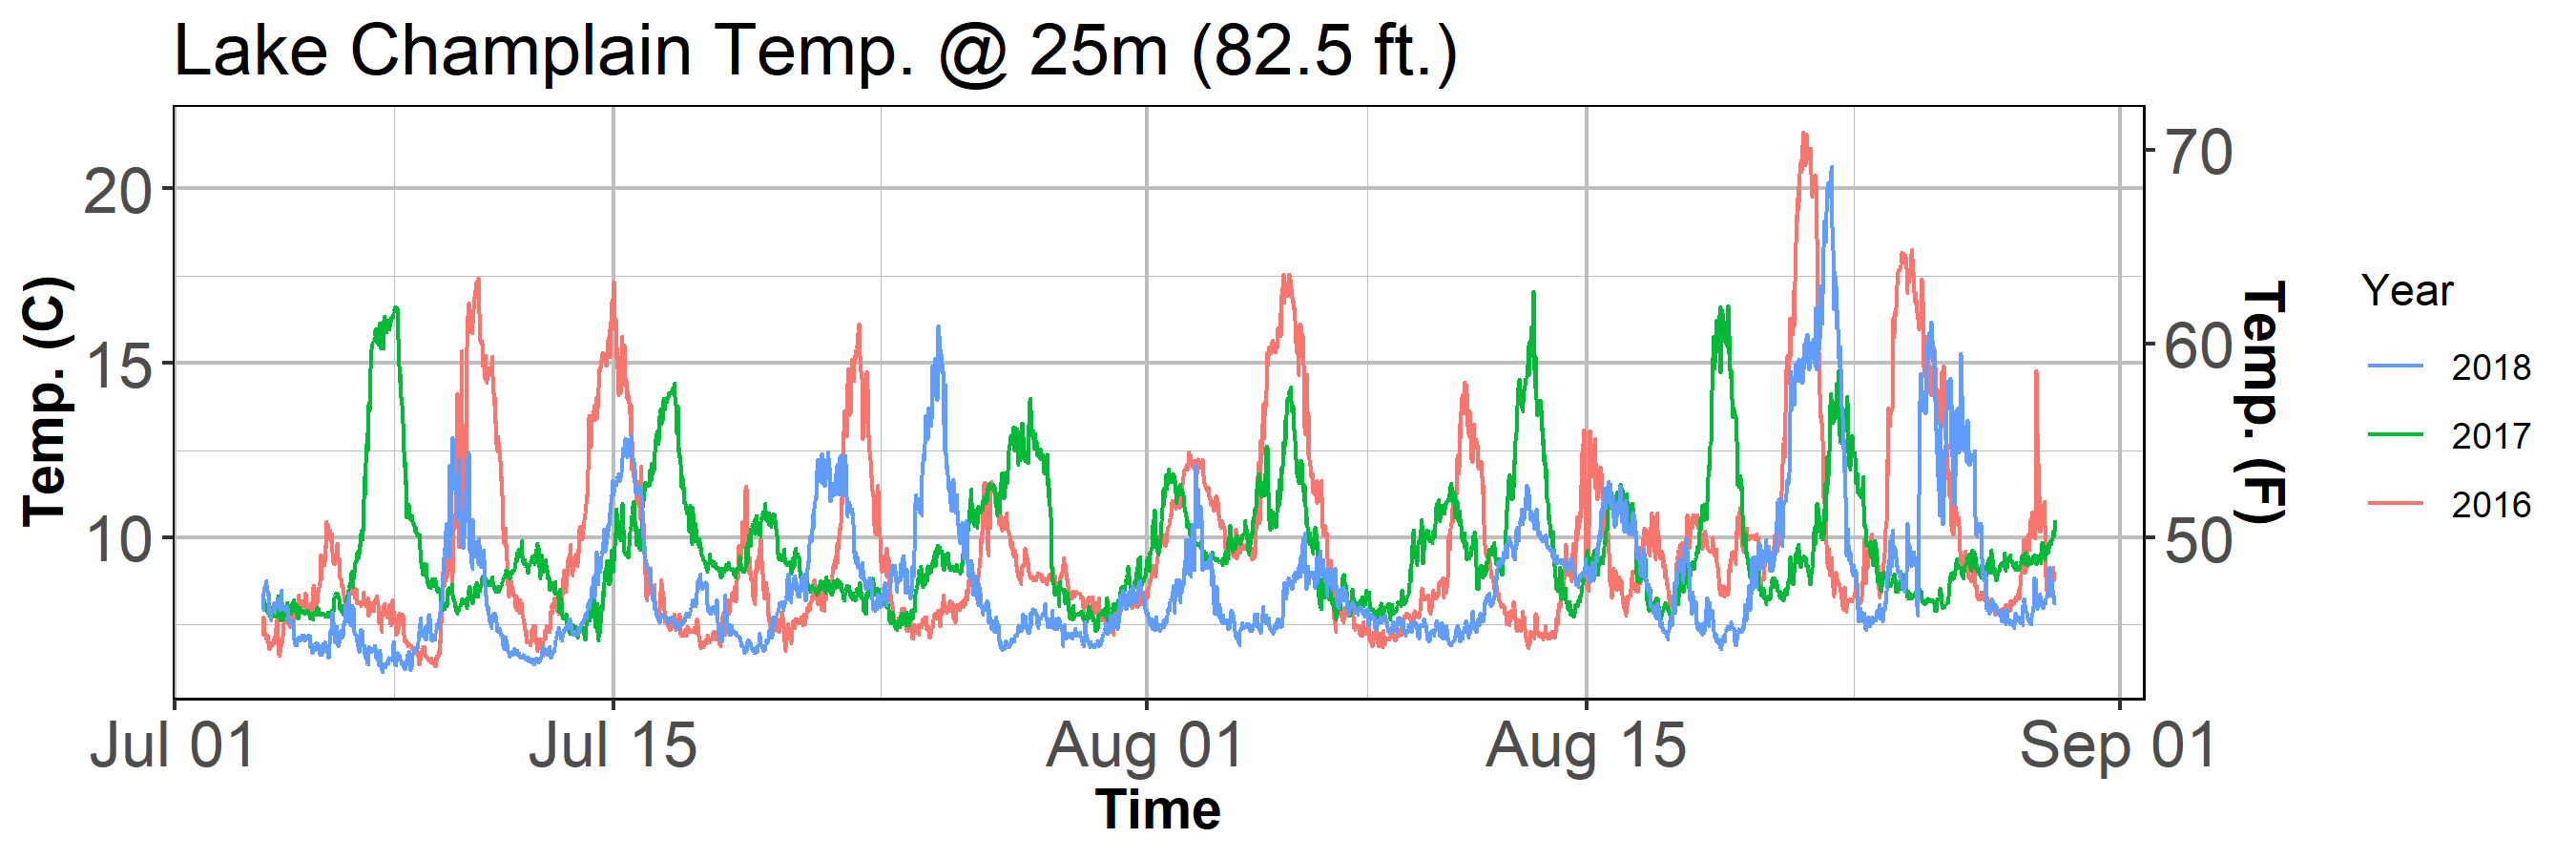 Lake Champlain Temp. @ 25m (82.5 ft.)
Temp. (C)
20
15
10
70
60
50
Temp. (F)
Jul 01
Jul 15
Aug 01
Aug 15
Sep 01
Time
Year
2018
2017
2016